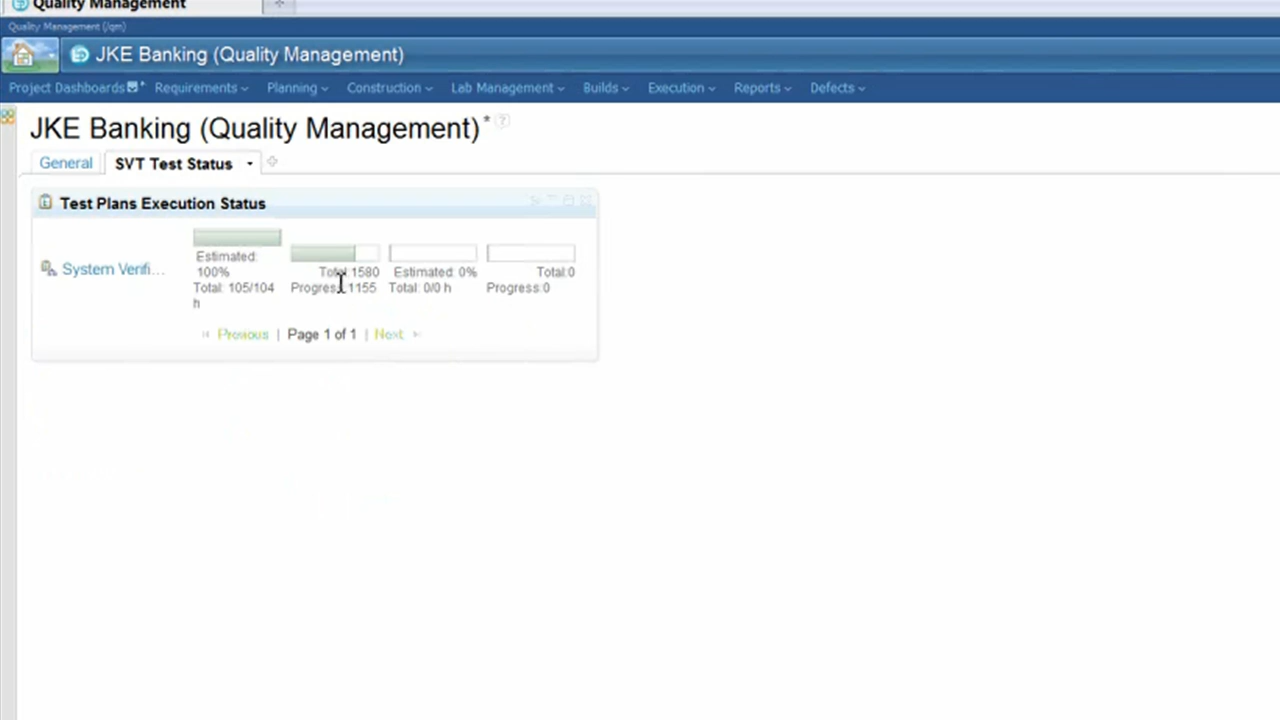 Quality Management
Quality Management (/qm)
JKE Banking (Quality Management)
Project Dashboards Requirements Planning Construction Lab Management Builds Execution Reports Defects
JKE Banking (Quality Management) * ?
General SVT Test Status
Test Plans Execution Status
System Verifi...
Estimated: 100%
Total: 105/104 h
Total:1580
Progress:1155
Estimated: 0%
Total: 0/0 h
Total:0
Progress:0
Previous | Page 1 of 1 | Next